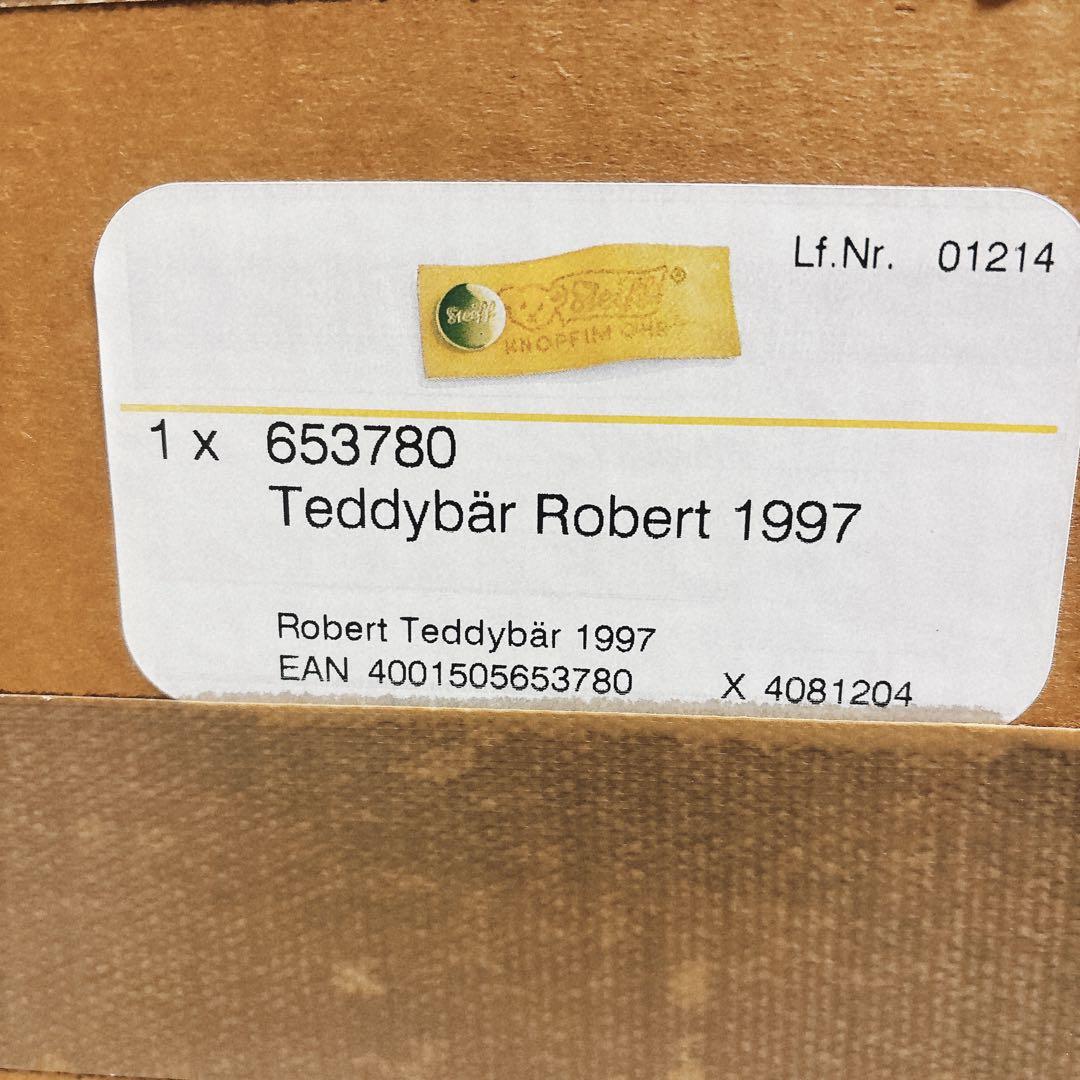 Lf.Nr. 01214
Steiff
Steiff®
KNOPF IM OHR
1 x 653780
Teddybär Robert 1997
Robert Teddybär 1997
EAN 4001505653780 X 4081204